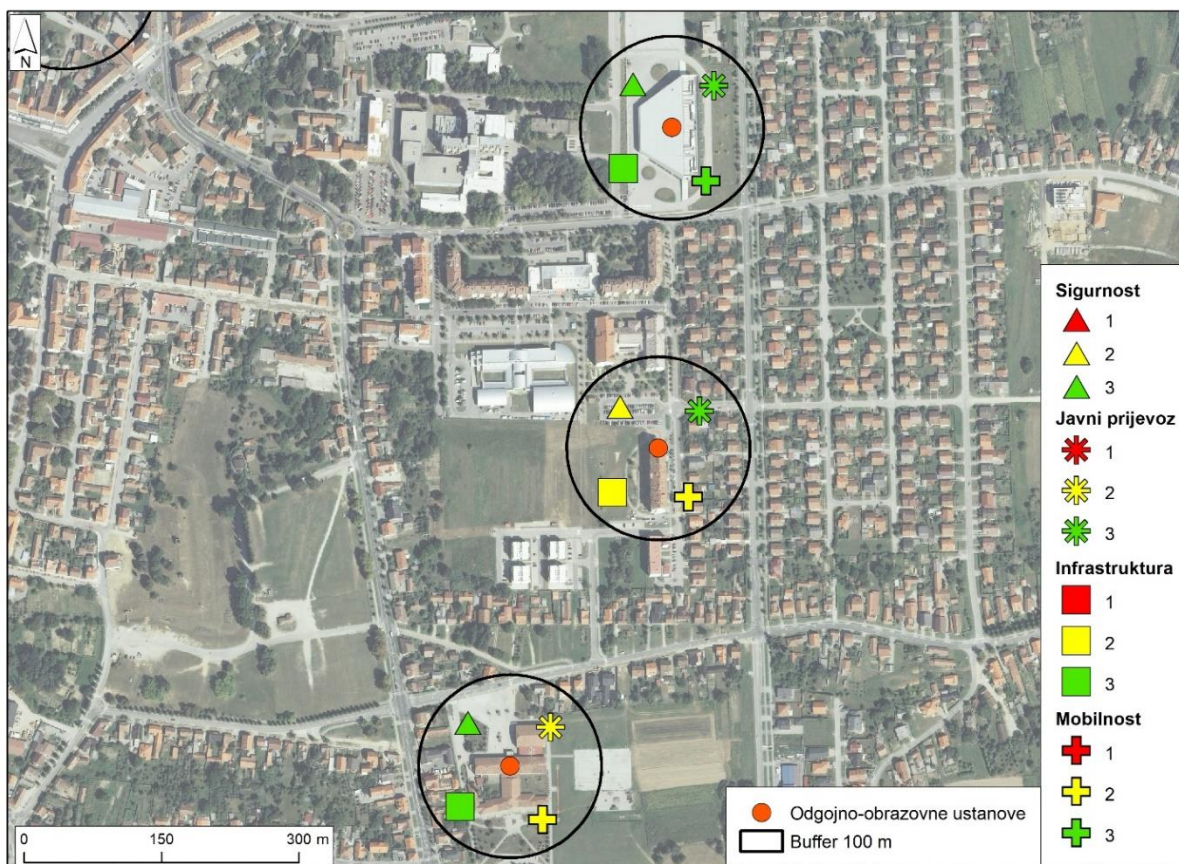 N
Sigurnost
1
2
3
Javni prijevoz
1
2
3
Infrastruktura
1
2
3
Mobilnost
1
2
3
Odgojno-obrazovne ustanove
Buffer 100 m
0 150 300 m